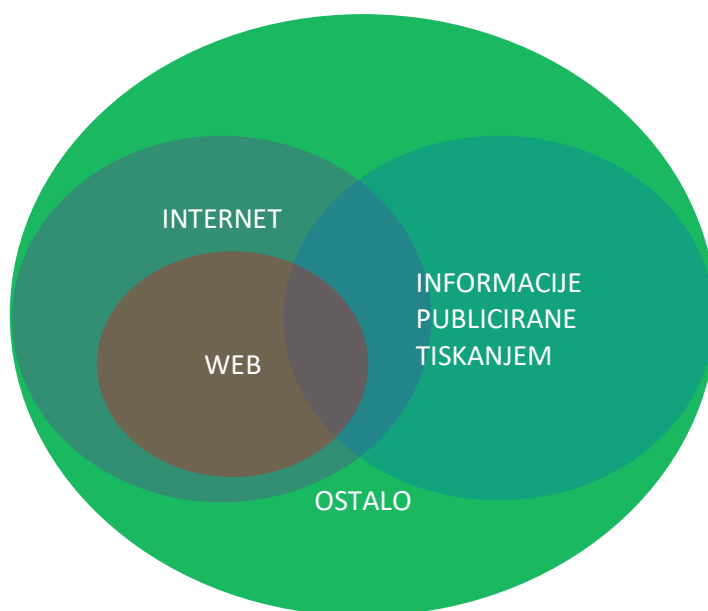 INTERNET
INFORMACIJE
PUBLICIRANE
TISKANJEM
WEB
OSTALO